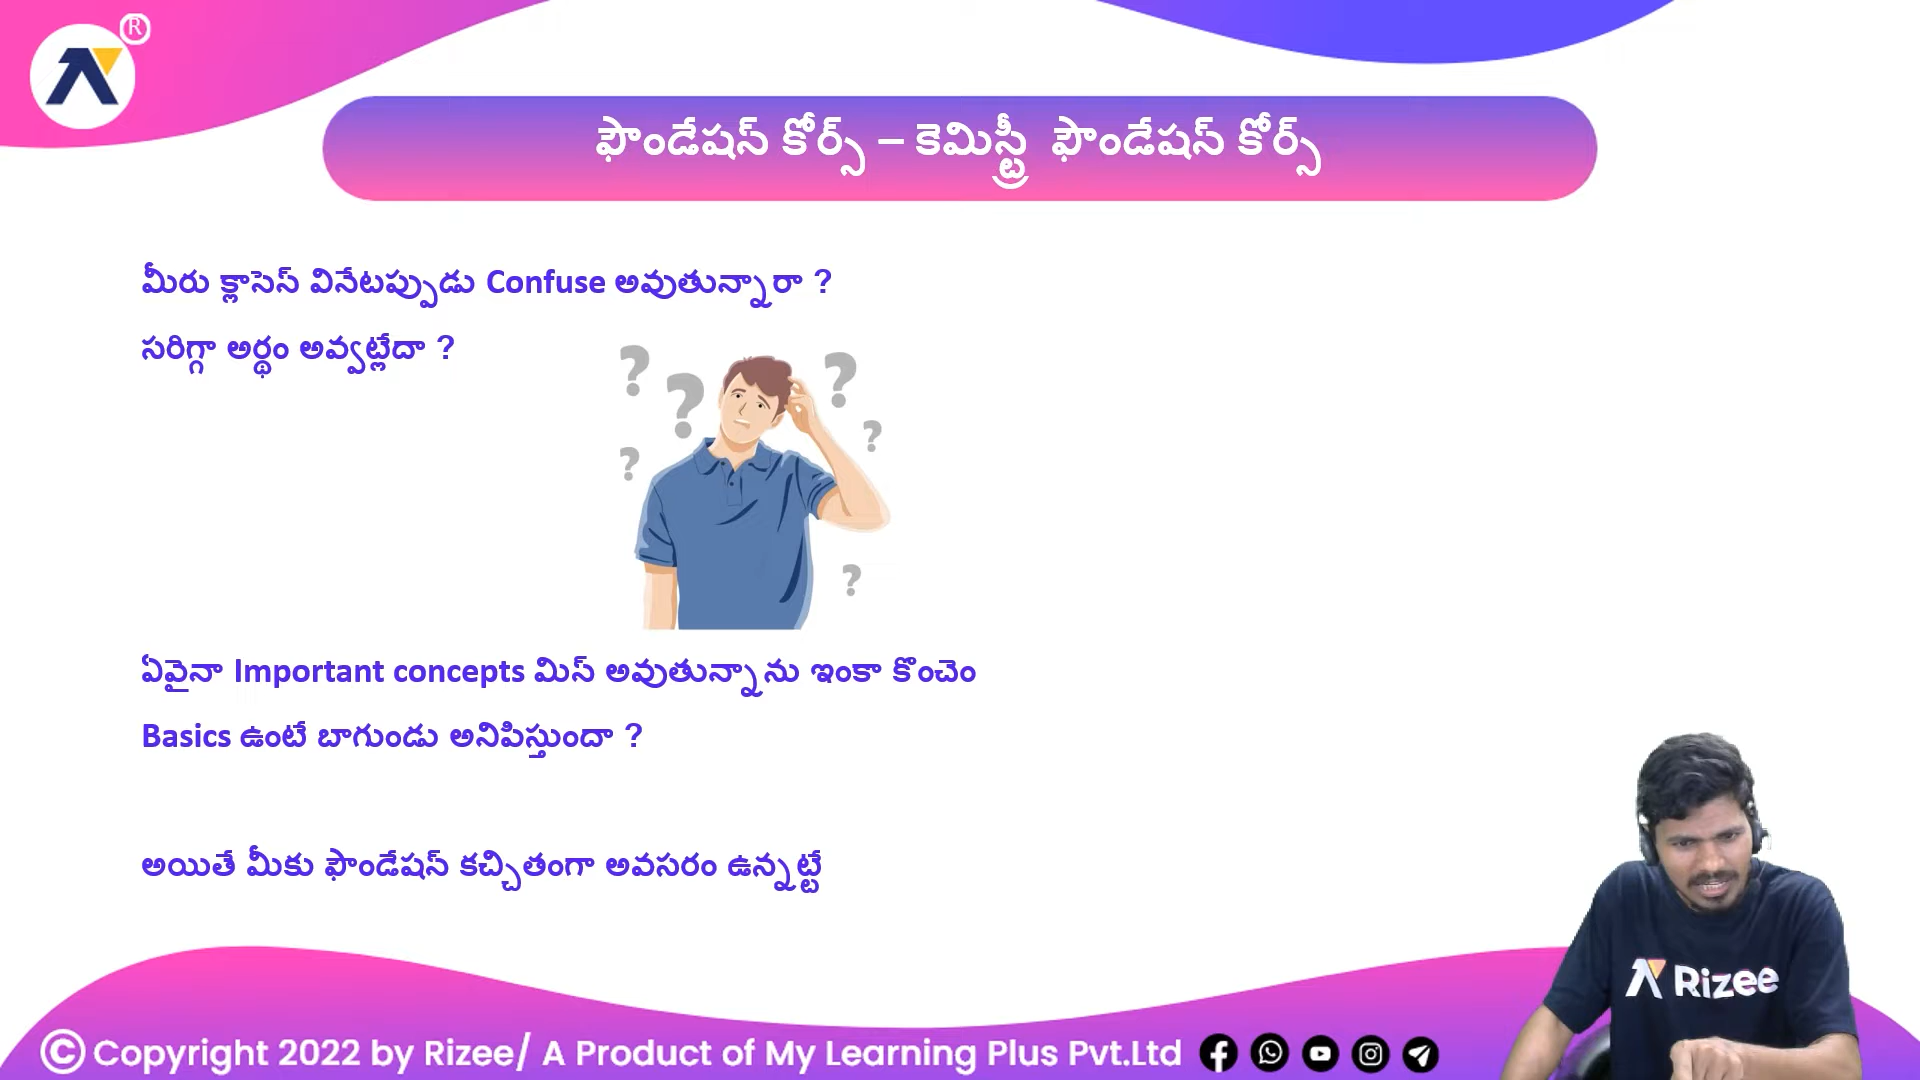 ®
ఫౌండేషన్ కోర్స్ – కెమిస్ట్రీ ఫౌండేషన్ కోర్స్
మీరు క్లాసెస్ వినేటప్పుడు Confuse అవుతున్నారా ?
సరిగ్గా అర్థం అవ్వట్లేదా ?
ఏవైనా Important concepts మిస్ అవుతున్నాను ఇంకా కొంచెం
Basics ఉంటే బాగుండు అనిపిస్తుందా ?
అయితే మీకు ఫౌండేషన్ కచ్చితంగా అవసరం ఉన్నట్టే
Rizee
© Copyright 2022 by Rizee/ A Product of My Learning Plus Pvt.Ltd